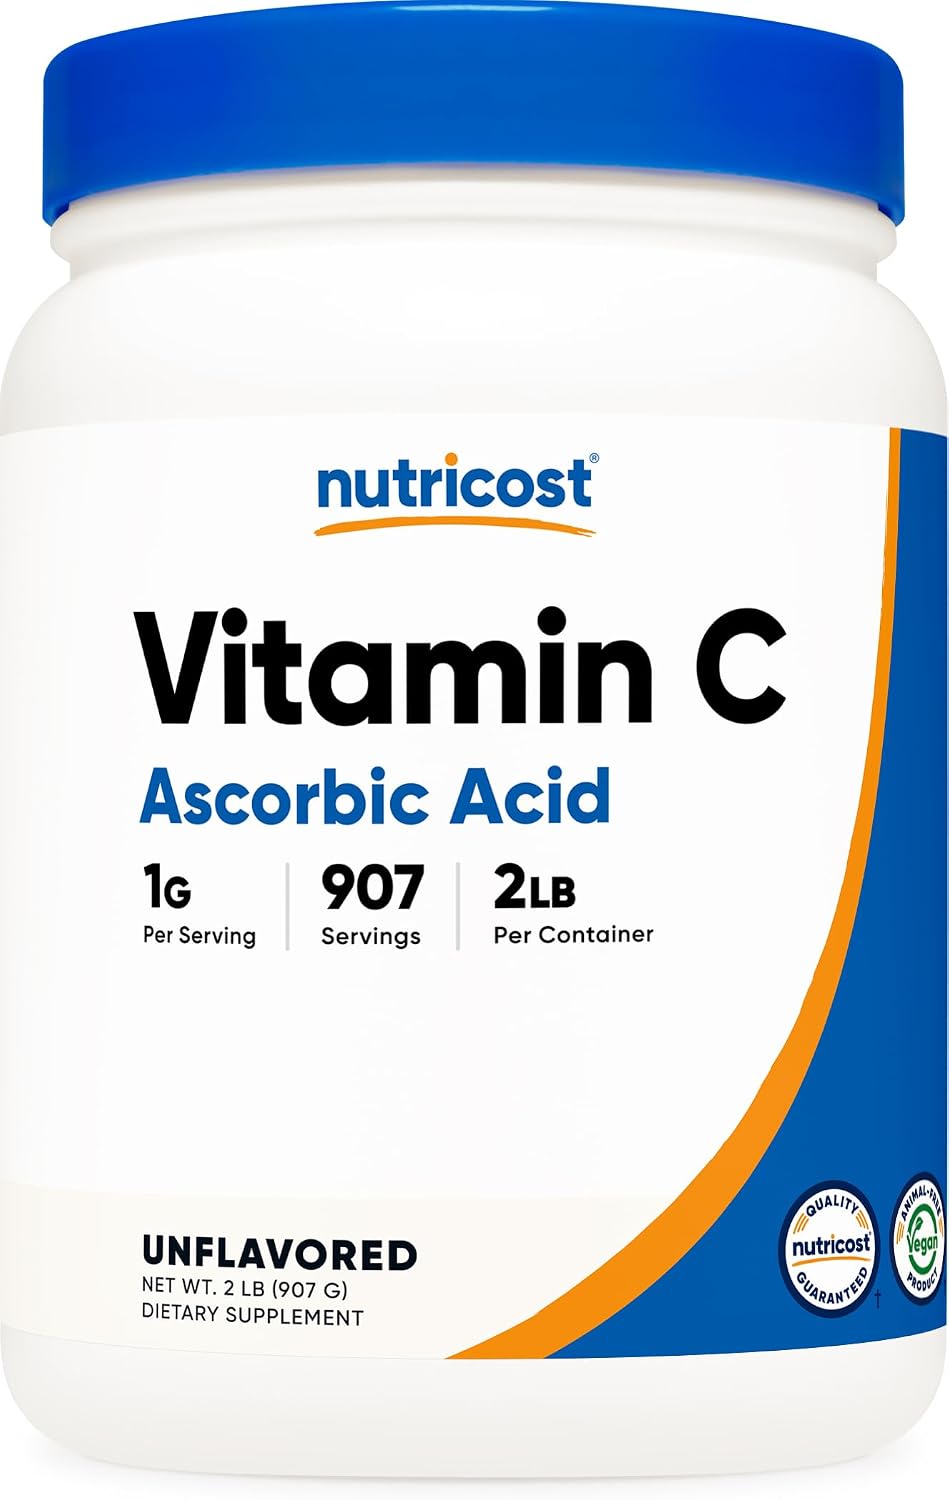 nutricost®
Vitamin C
Ascorbic Acid
1G
Per Serving
907
Servings
2LB
Per Container
UNFLAVORED
NET WT. 2 LB (907 G)
DIETARY SUPPLEMENT
QUALITY
nutricost
GUARANTEED
†
ANIMAL-FREE
Vegan
PRODUCT